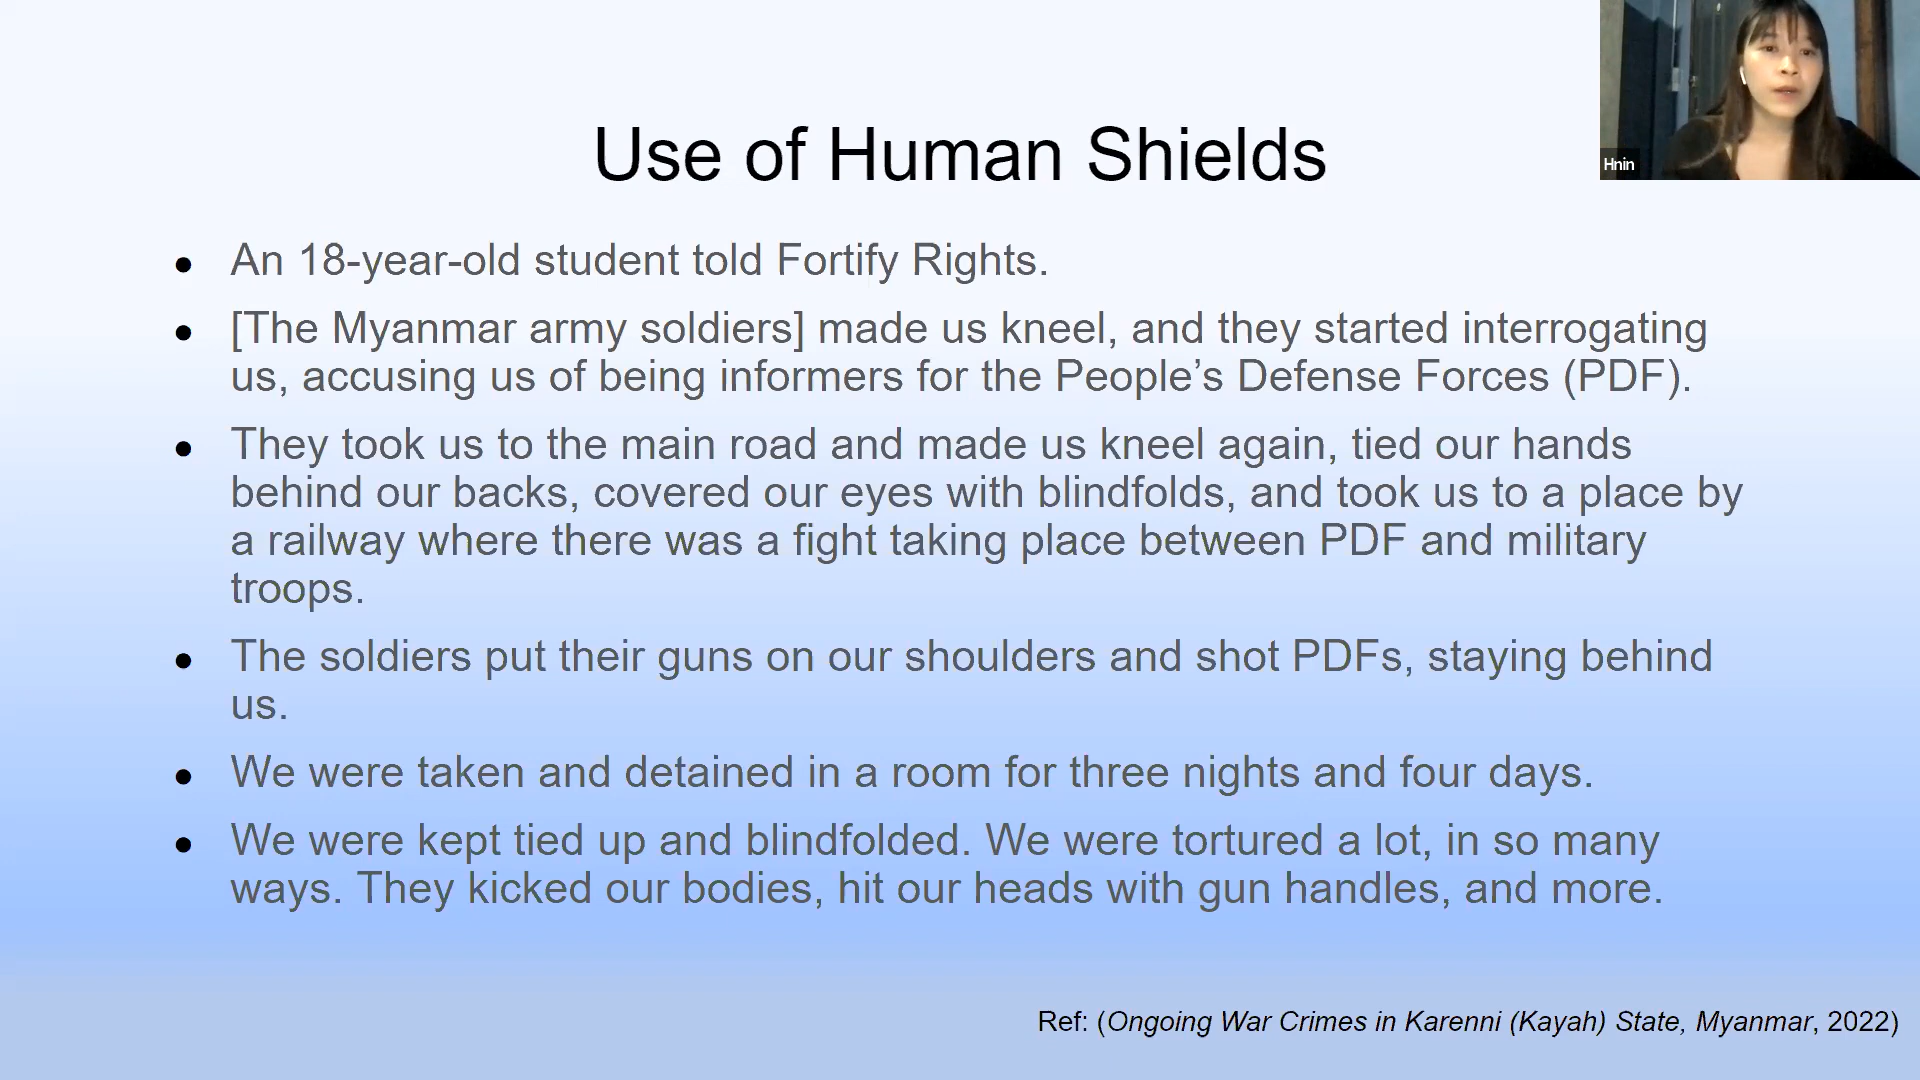 Use of Human Shields
Hnin
● An 18-year-old student told Fortify Rights.
● [The Myanmar army soldiers] made us kneel, and they started interrogating
us, accusing us of being informers for the People’s Defense Forces (PDF).
● They took us to the main road and made us kneel again, tied our hands
behind our backs, covered our eyes with blindfolds, and took us to a place by
a railway where there was a fight taking place between PDF and military
troops.
● The soldiers put their guns on our shoulders and shot PDFs, staying behind
us.
● We were taken and detained in a room for three nights and four days.
● We were kept tied up and blindfolded. We were tortured a lot, in so many
ways. They kicked our bodies, hit our heads with gun handles, and more.
Ref: (Ongoing War Crimes in Karenni (Kayah) State, Myanmar, 2022)